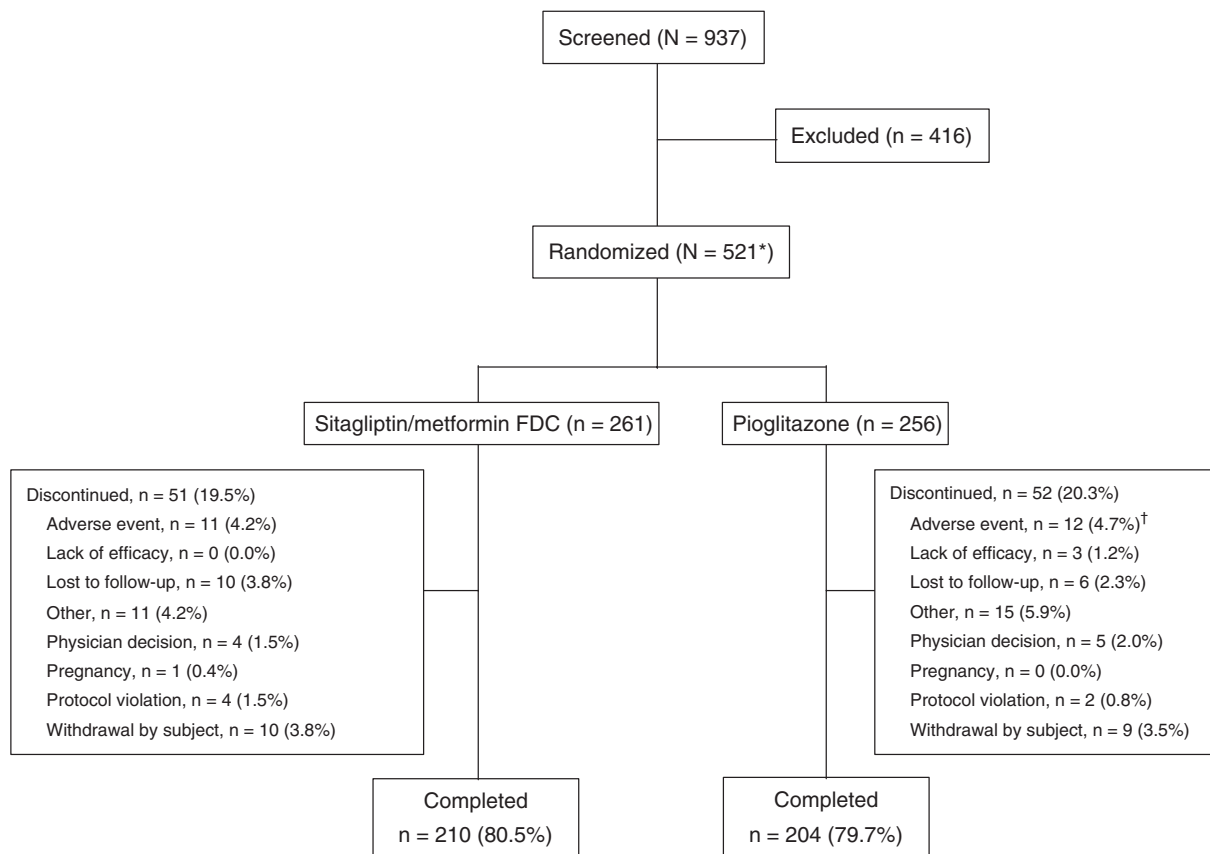 Screened (N = 937)
Excluded (n = 416)
Randomized (N = 521*)
Sitagliptin/metformin FDC (n = 261)
Pioglitazone (n = 256)
Discontinued, n = 51 (19.5%)
Adverse event, n = 11 (4.2%)
Lack of efficacy, n = 0 (0.0%)
Lost to follow-up, n = 10 (3.8%)
Other, n = 11 (4.2%)
Physician decision, n = 4 (1.5%)
Pregnancy, n = 1 (0.4%)
Protocol violation, n = 4 (1.5%)
Withdrawal by subject, n = 10 (3.8%)
Discontinued, n = 52 (20.3%)
Adverse event, n = 12 (4.7%)†
Lack of efficacy, n = 3 (1.2%)
Lost to follow-up, n = 6 (2.3%)
Other, n = 15 (5.9%)
Physician decision, n = 5 (2.0%)
Pregnancy, n = 0 (0.0%)
Protocol violation, n = 2 (0.8%)
Withdrawal by subject, n = 9 (3.5%)
Completed
n = 210 (80.5%)
Completed
n = 204 (79.7%)